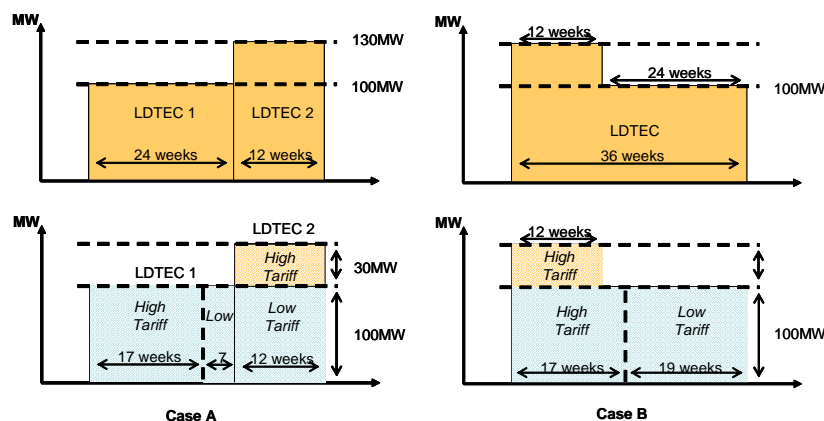 MW
130MW
100MW
LDTEC 1
LDTEC 2
24 weeks
12 weeks
MW
12 weeks
24 weeks
100MW
LDTEC
36 weeks
MW
LDTEC 2
LDTEC 1
High
Tariff
30MW
High
Tariff
Low
Low
Tariff
100MW
17 weeks
7
12 weeks
Case A
MW
12 weeks
High
Tariff
High
Tariff
Low
Tariff
100MW
17 weeks
19 weeks
Case B